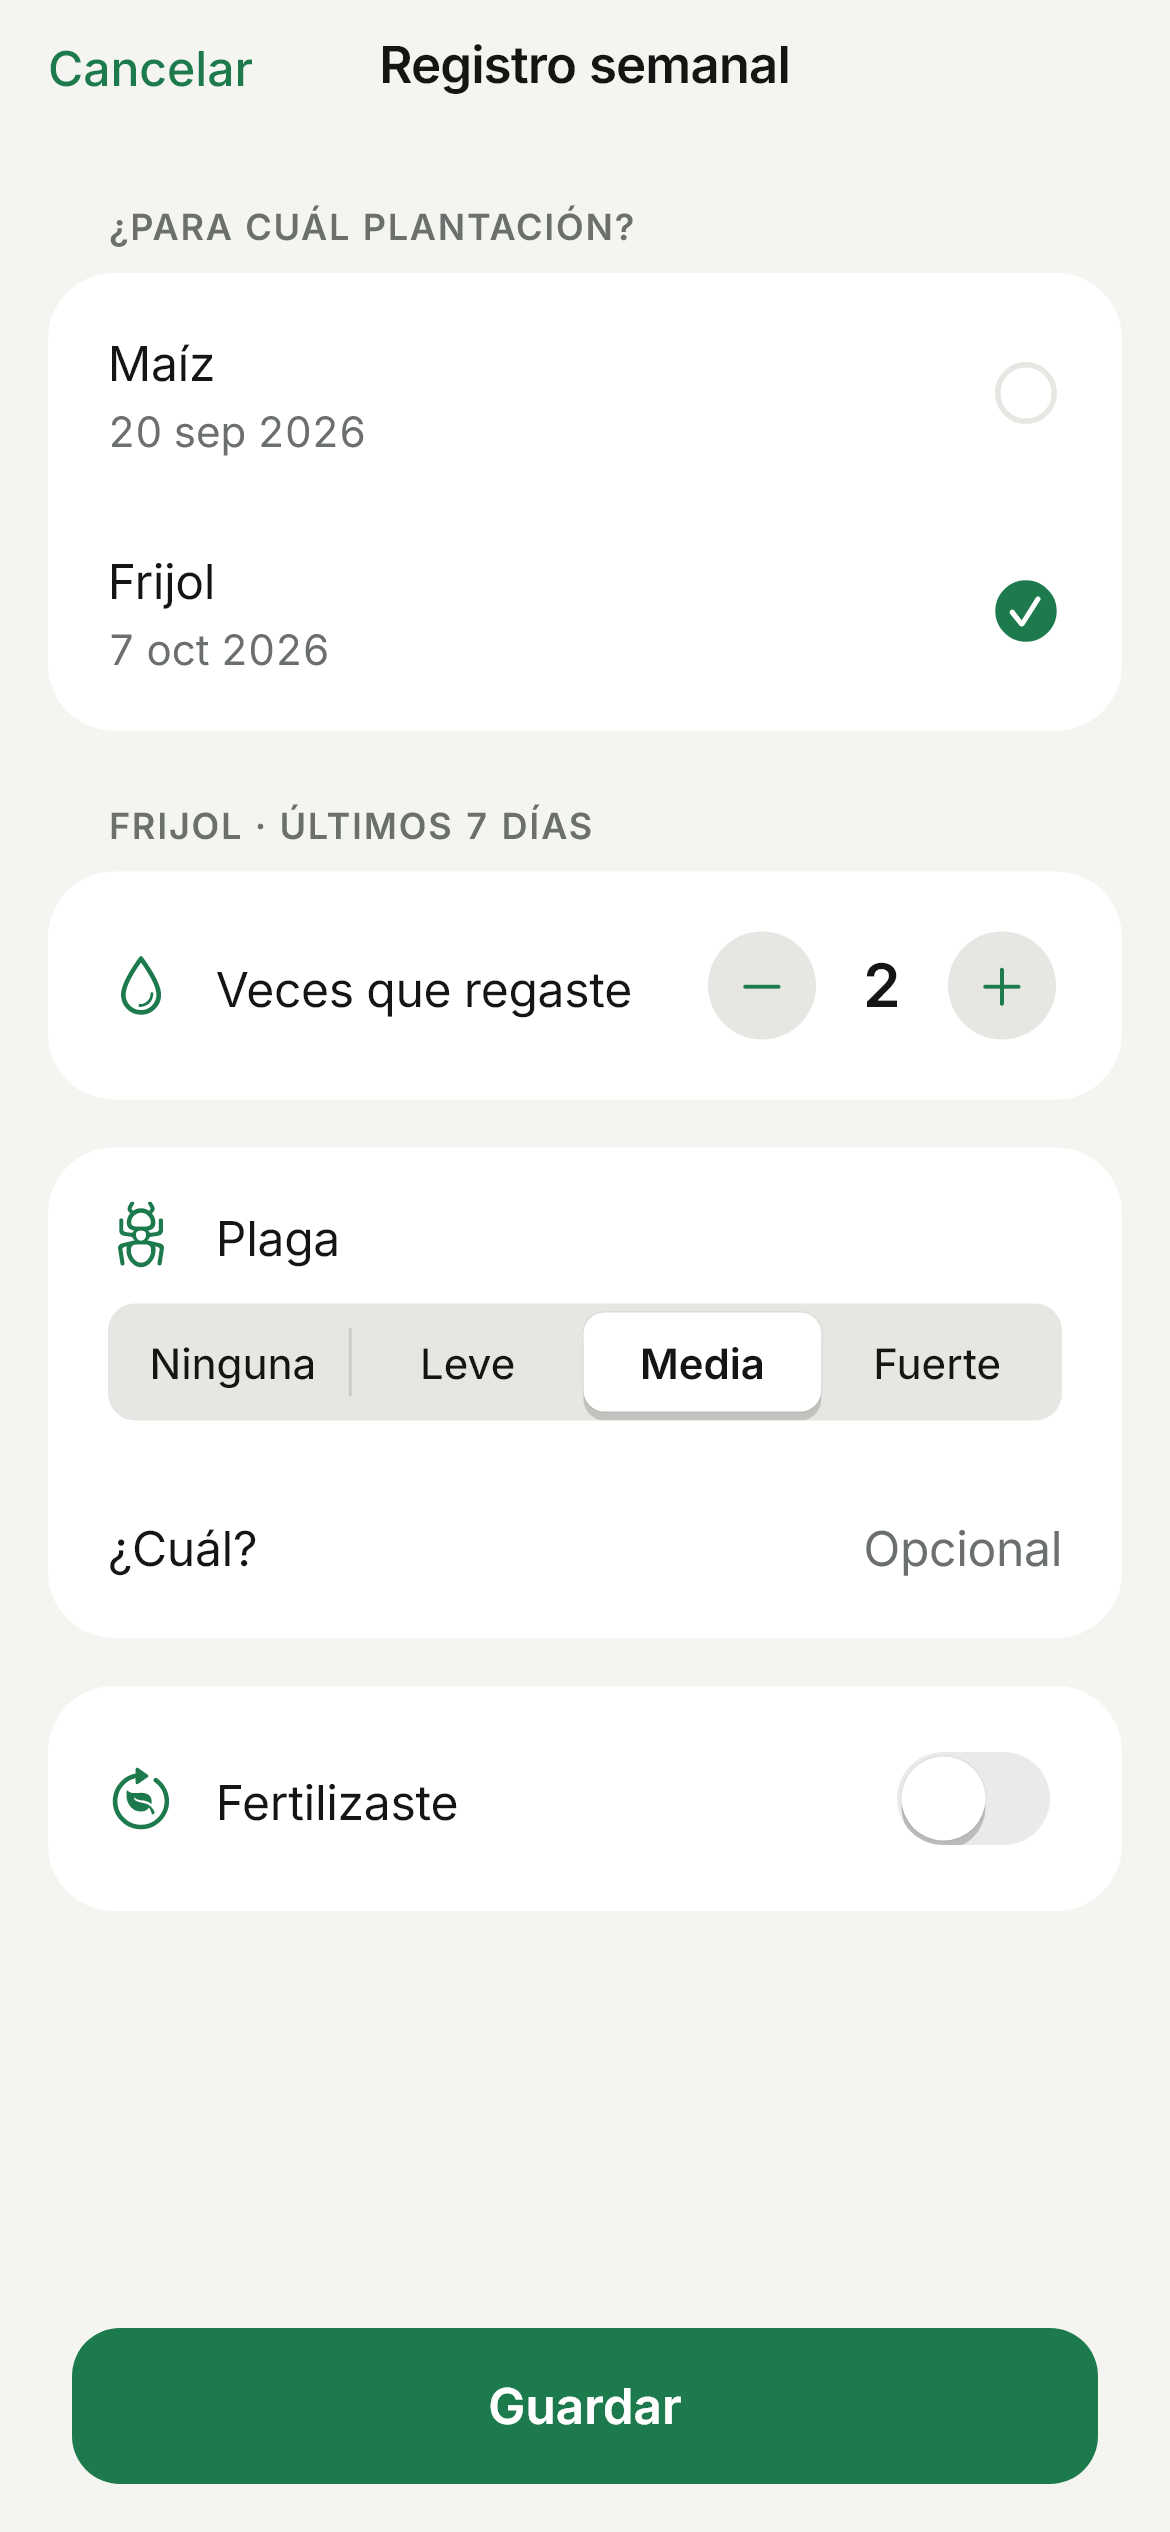 Cancelar
Registro semanal
¿PARA CUÁL PLANTACIÓN?
Maíz
20 sep 2026
Frijol
7 oct 2026
FRIJOL · ÚLTIMOS 7 DÍAS
Veces que regaste
2
Plaga
Ninguna
Leve
Media
Fuerte
¿Cuál?
Opcional
Fertilizaste
Guardar